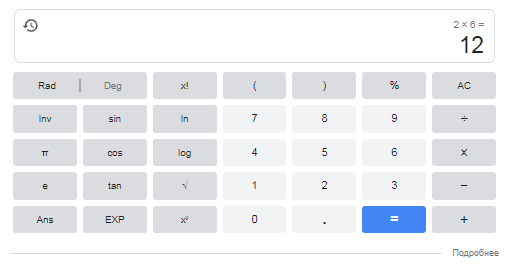 2 × 6 =
12
Rad Deg x! ( ) % AC
Inv sin ln 7 8 9 ÷
π cos log 4 5 6 ×
e tan √ 1 2 3 −
Ans EXP xʸ 0 . = +
Подробнее